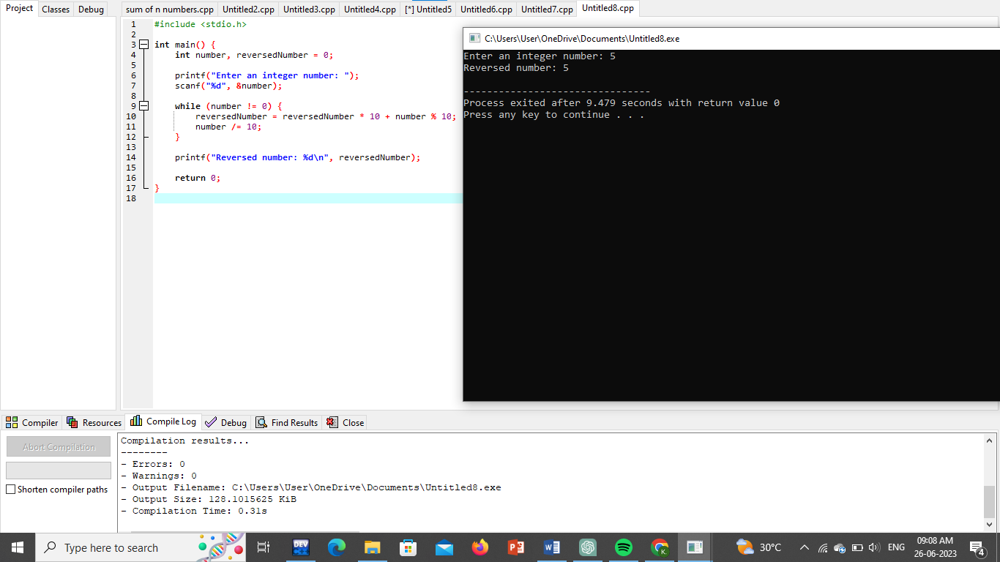 Project Classes Debug
sum of n numbers.cpp Untitled2.cpp Untitled3.cpp Untitled4.cpp [*] Untitled5 Untitled6.cpp Untitled7.cpp Untitled8.cpp
1 #include <stdio.h>
2
3 int main() {
4 int number, reversedNumber = 0;
5
6 printf("Enter an integer number: ");
7 scanf("%d", &number);
8
9 while (number != 0) {
10 reversedNumber = reversedNumber * 10 + number % 10;
11 number /= 10;
12 }
13
14 printf("Reversed number: %d\n", reversedNumber);
15
16 return 0;
17 }
18
C:\Users\User\OneDrive\Documents\Untitled8.exe
Enter an integer number: 5
Reversed number: 5
--------------------------------
Process exited after 9.479 seconds with return value 0
Press any key to continue . . .
Compiler Resources Compile Log Debug Find Results Close
Abort Compilation
Shorten compiler paths
Compilation results...
--------
- Errors: 0
- Warnings: 0
- Output Filename: C:\Users\User\OneDrive\Documents\Untitled8.exe
- Output Size: 128.1015625 KiB
- Compilation Time: 0.31s
Type here to search
DEV
30°C
ENG
09:08 AM
26-06-2023
4